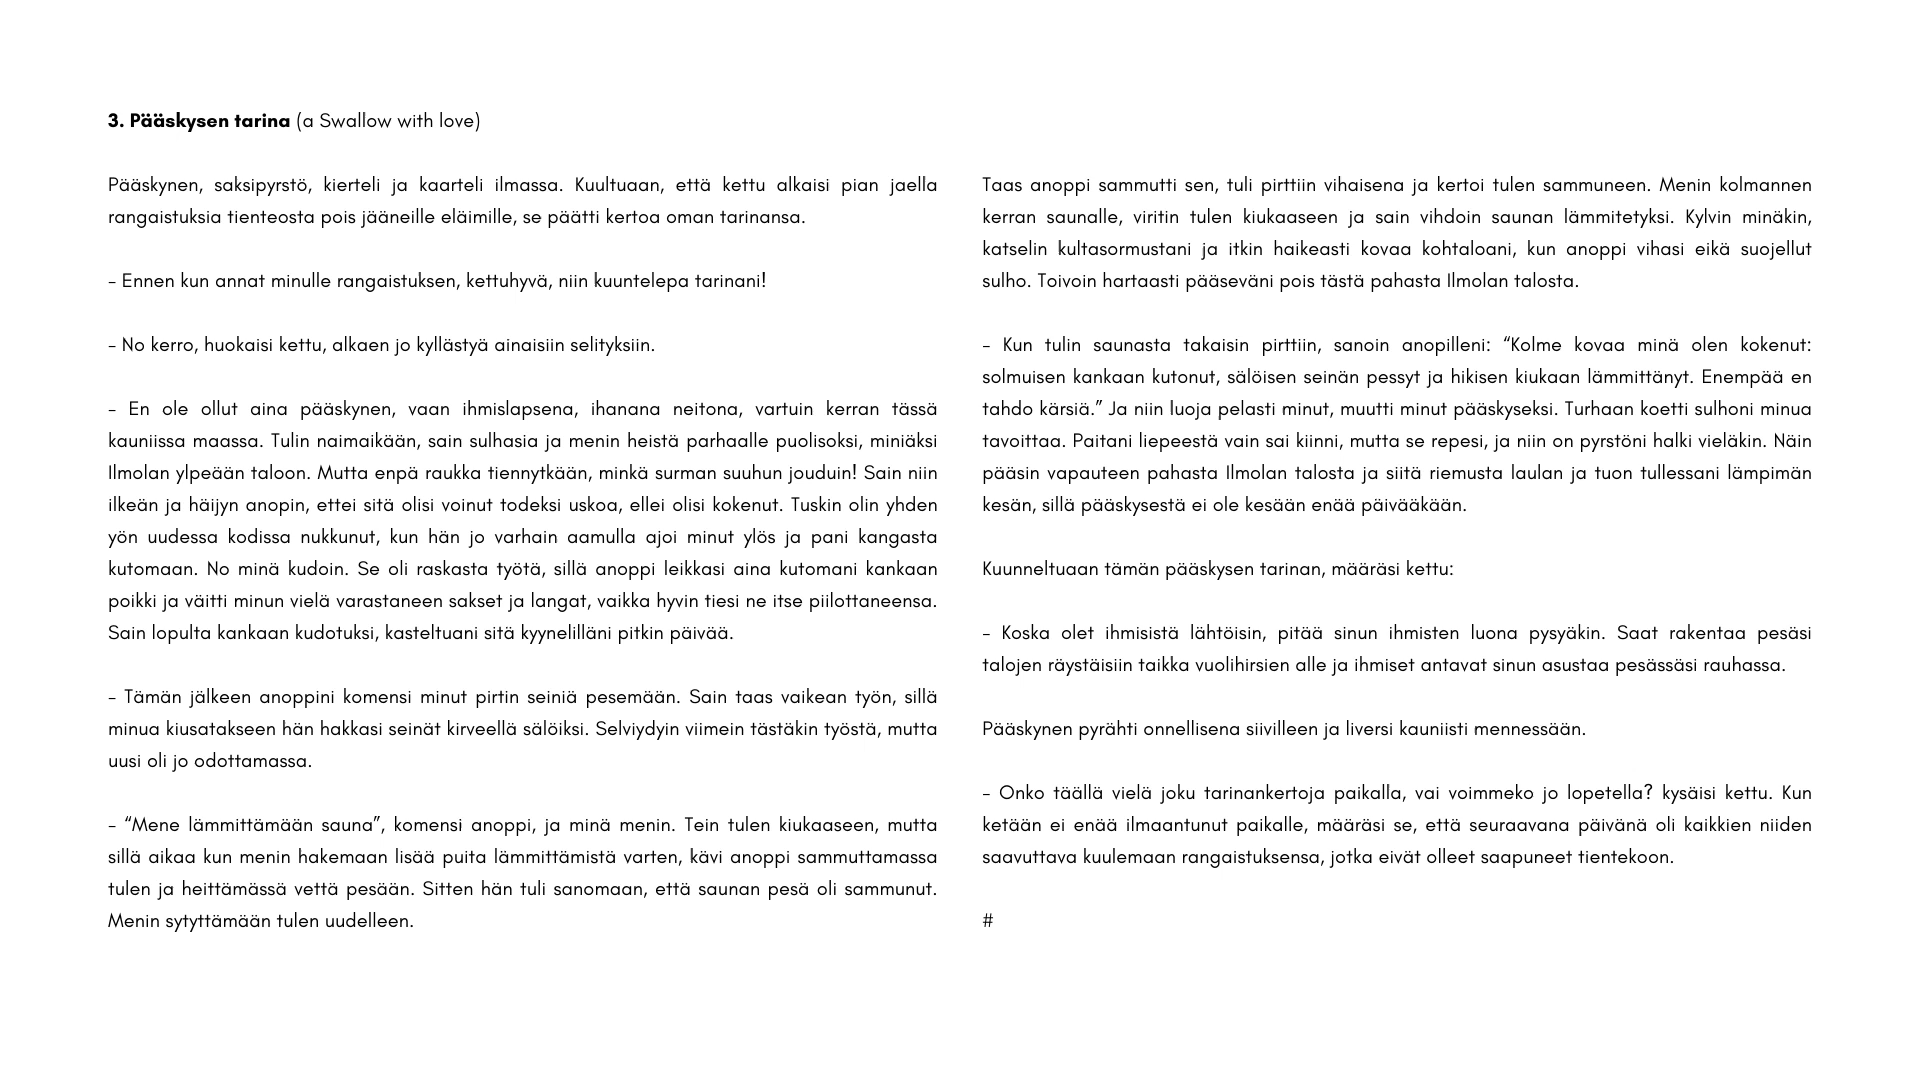 3. Pääskysen tarina (a Swallow with love)
Pääskynen, saksipyrstö, kierteli ja kaarteli ilmassa. Kuultuaan, että kettu alkaisi pian jaella
rangaistuksia tienteosta pois jääneille eläimille, se päätti kertoa oman tarinansa.
– Ennen kun annat minulle rangaistuksen, kettuhyvä, niin kuuntelepa tarinani!
– No kerro, huokaisi kettu, alkaen jo kyllästyä ainaisiin selityksiin.
– En ole ollut aina pääskynen, vaan ihmislapsena, ihanana neitona, vartuin kerran tässä
kauniissa maassa. Tulin naimaikään, sain sulhasia ja menin heistä parhaalle puolisoksi, miniäksi
Ilmolan ylpeään taloon. Mutta enpä raukka tiennytkään, minkä surman suuhun jouduin! Sain niin
ilkeän ja häijyn anopin, ettei sitä olisi voinut todeksi uskoa, ellei olisi kokenut. Tuskin olin yhden
yön uudessa kodissa nukkunut, kun hän jo varhain aamulla ajoi minut ylös ja pani kangasta
kutomaan. No minä kudoin. Se oli raskasta työtä, sillä anoppi leikkasi aina kutomani kankaan
poikki ja väitti minun vielä varastaneen sakset ja langat, vaikka hyvin tiesi ne itse piilottaneensa.
Sain lopulta kankaan kudotuksi, kasteltuani sitä kyynelilläni pitkin päivää.
– Tämän jälkeen anoppini komensi minut pirtin seiniä pesemään. Sain taas vaikean työn, sillä
minua kiusatakseen hän hakkasi seinät kirveellä sälöiksi. Selviydyin viimein tästäkin työstä, mutta
uusi oli jo odottamassa.
– “Mene lämmittämään sauna”, komensi anoppi, ja minä menin. Tein tulen kiukaaseen, mutta
sillä aikaa kun menin hakemaan lisää puita lämmittämistä varten, kävi anoppi sammuttamassa
tulen ja heittämässä vettä pesään. Sitten hän tuli sanomaan, että saunan pesä oli sammunut.
Menin sytyttämään tulen uudelleen.
Taas anoppi sammutti sen, tuli pirttiin vihaisena ja kertoi tulen sammuneen. Menin kolmannen
kerran saunalle, viritin tulen kiukaaseen ja sain vihdoin saunan lämmitetyksi. Kylvin minäkin,
katselin kultasormustani ja itkin haikeasti kovaa kohtaloani, kun anoppi vihasi eikä suojellut
sulho. Toivoin hartaasti pääseväni pois tästä pahasta Ilmolan talosta.
– Kun tulin saunasta takaisin pirttiin, sanoin anopilleni: “Kolme kovaa minä olen kokenut:
solmuisen kankaan kutonut, sälöisen seinän pessyt ja hikisen kiukaan lämmittänyt. Enempää en
tahdo kärsiä.” Ja niin luoja pelasti minut, muutti minut pääskyseksi. Turhaan koetti sulhoni minua
tavoittaa. Paitani liepeestä vain sai kiinni, mutta se repesi, ja niin on pyrstöni halki vieläkin. Näin
pääsin vapauteen pahasta Ilmolan talosta ja siitä riemusta laulan ja tuon tullessani lämpimän
kesän, sillä pääskysestä ei ole kesään enää päivääkään.
Kuunneltuaan tämän pääskysen tarinan, määräsi kettu:
– Koska olet ihmisistä lähtöisin, pitää sinun ihmisten luona pysyäkin. Saat rakentaa pesäsi
talojen räystäisiin taikka vuolihirsien alle ja ihmiset antavat sinun asustaa pesässäsi rauhassa.
Pääskynen pyrähti onnellisena siivilleen ja liversi kauniisti mennessään.
– Onko täällä vielä joku tarinankertoja paikalla, vai voimmeko jo lopetella? kysäisi kettu. Kun
ketään ei enää ilmaantunut paikalle, määräsi se, että seuraavana päivänä oli kaikkien niiden
saavuttava kuulemaan rangaistuksensa, jotka eivät olleet saapuneet tientekoon.
#